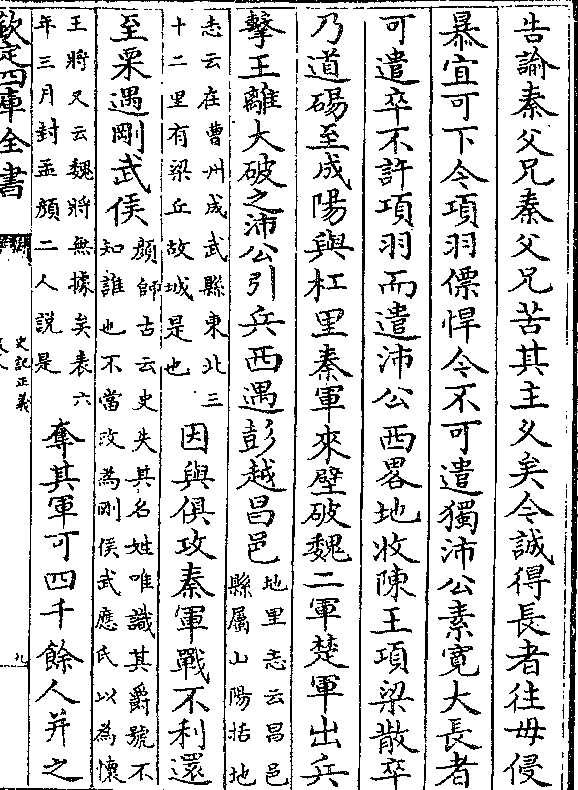 告諭秦父兄秦父兄苦其主久矣今誠得長者往毋侵
暴宜可下今項羽僄悍今不可遣獨沛公素寛大長者
可遣卒不許項羽而遣沛公西畧地收陳王項梁散卒
乃道碭至成陽與杠里秦軍來壁破魏二軍楚軍出兵
擊王離大破之沛公引兵西遇彭越昌邑
地里志云昌邑
縣屬山陽括地
志云在曹州成武縣東北三
十二里有梁丘故城是也
因與俱攻秦軍戰不利還
至栗遇剛武侯
顔師古云史失其名姓唯識其爵號不
知誰也不當改為剛侯武應氏以為懷
王將又云魏將無據矣表六
年三月封孟顔二人説是
奪其軍可四千餘人并之
欽定四庫全書
史記正義
九